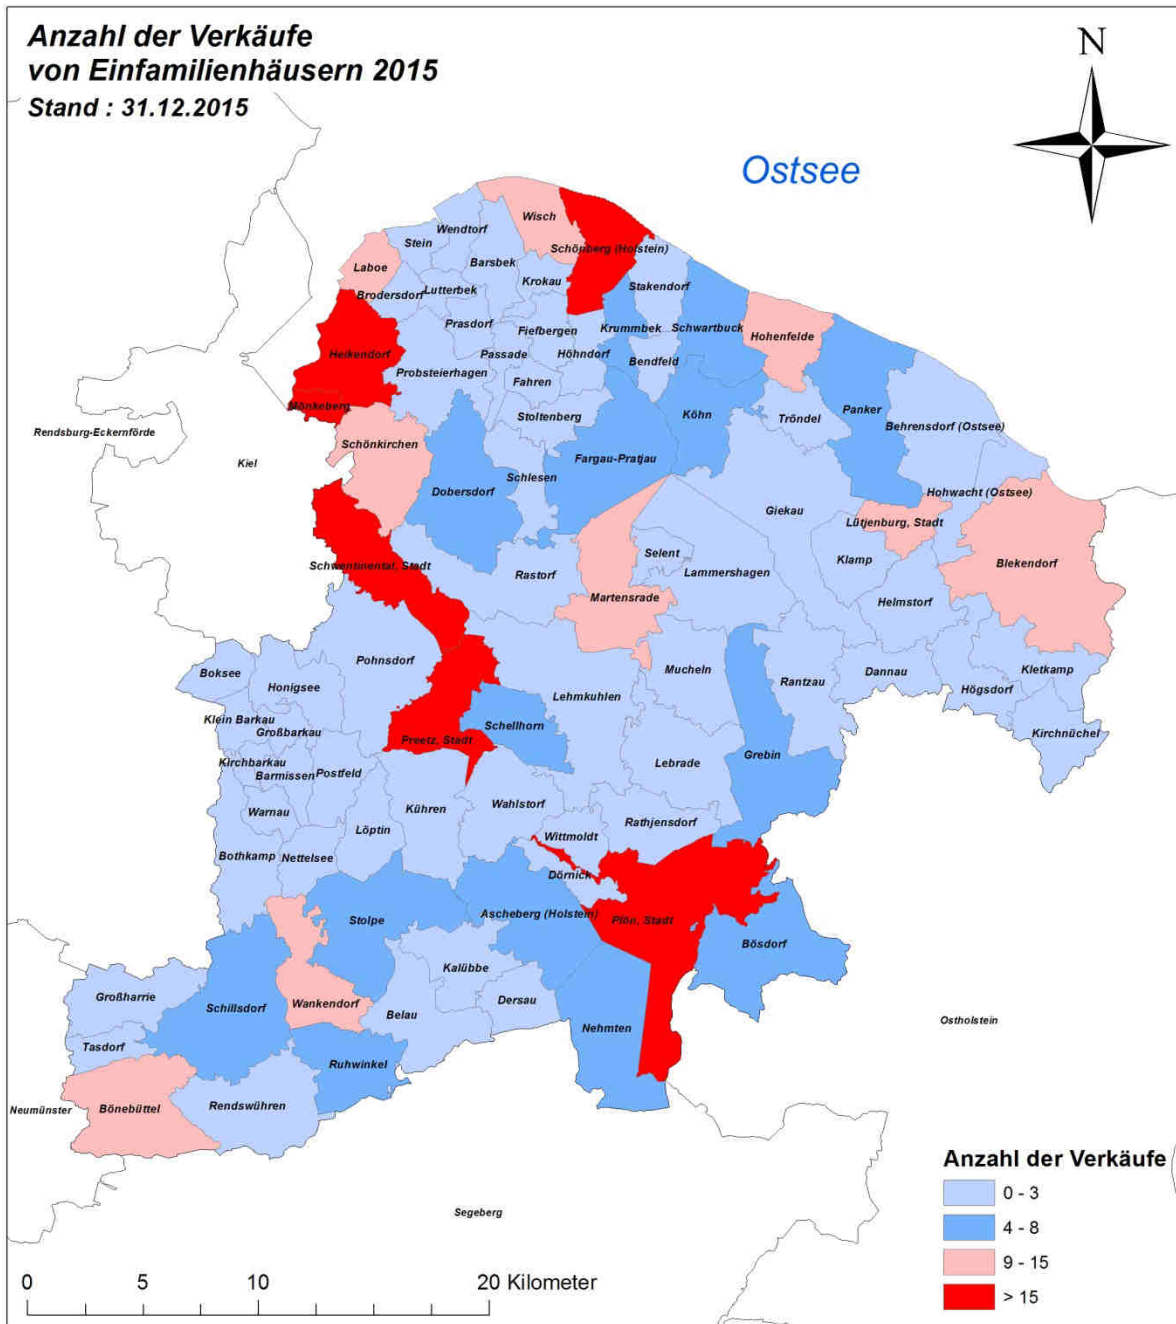 Anzahl der Verkäufe
von Einfamilienhäusern 2015
Stand : 31.12.2015
N
Ostsee
Wisch
Wendtorf
Stein
Schönberg (Holstein)
Barsbek
Laboe
Krokau
Stakendorf
Lutterbek
Brodersdorf
Prasdorf
Fiefbergen
Krummbek
Schwartbuck
Hohenfelde
Heikendorf
Passade
Höhndorf
Bendfeld
Probsteierhagen
Fahren
Mönkeberg
Stoltenberg
Köhn
Tröndel
Panker
Behrensdorf (Ostsee)
Rendsburg-Eckernförde
Schönkirchen
Kiel
Fargau-Pratjau
Schlesen
Dobersdorf
Hohwacht (Ostsee)
Giekau
Lütjenburg, Stadt
Selent
Klamp
Blekendorf
Schwentinental, Stadt
Rastorf
Lammershagen
Martensrade
Helmstorf
Pohnsdorf
Boksee
Honigsee
Mucheln
Rantzau
Dannau
Kletkamp
Högsdorf
Lehmkuhlen
Klein Barkau
Großbarkau
Schellhorn
Kirchnüchel
Preetz, Stadt
Grebin
Kirchbarkau
Barmissen
Postfeld
Lebrade
Warnau
Kühren
Wahlstorf
Löptin
Rathjensdorf
Wittmoldt
Bothkamp
Nettelsee
Dörnick
Stolpe
Ascheberg (Holstein)
Plön, Stadt
Bösdorf
Kalübbe
Großharrie
Schillsdorf
Wankendorf
Dersau
Belau
Nehmten
Ostholstein
Tasdorf
Ruhwinkel
Neumünster
Bönebüttel
Rendswühren
Segeberg
Anzahl der Verkäufe
0 - 3
4 - 8
9 - 15
> 15
0 5 10 20 Kilometer